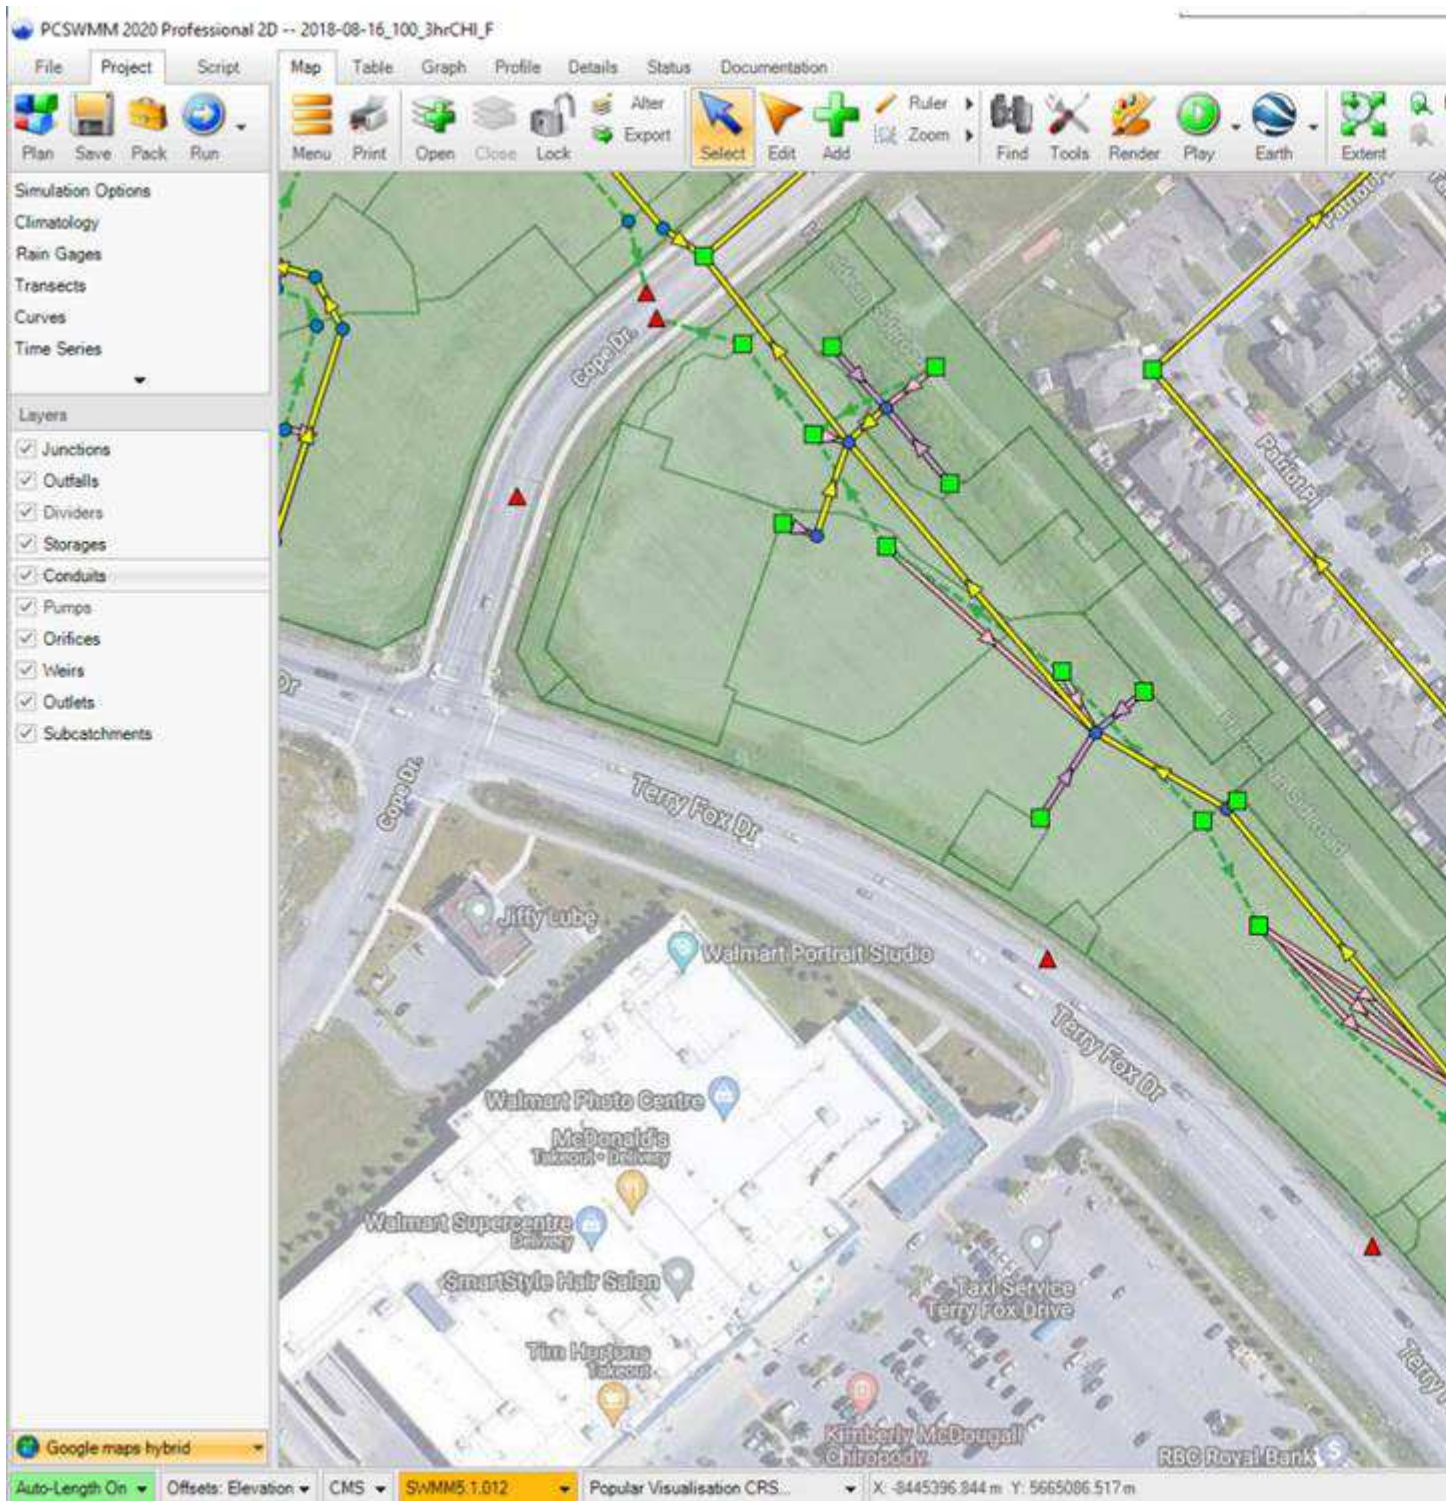 PCSWMM 2020 Professional 2D -- 2018-08-16_100_3hrCHI_F
File Project Script Map Table Graph Profile Details Status Documentation
Alter Ruler
Export Zoom
Plan Save Pack Run Menu Print Open Close Lock Select Edit Add Find Tools Render Play Earth Extent
Simulation Options
Climatology
Rain Gages
Transects
Curves
Time Series
Layers
Junctions
Outfalls
Dividers
Storages
Conduits
Pumps
Orifices
Weirs
Outlets
Subcatchments
Google maps hybrid
Patriot Pl
Cope Dr.
Patriot Pl
Terry Fox Dr
Cope Dr.
Jiffy Lube
Walmart Portrait Studio
Terry Fox Dr
Walmart Photo Centre
McDonald's
Takeout • Delivery
Walmart Supercentre
Delivery
SmartStyle Hair Salon
Taxi Service
Terry Fox Drive
Tim Hortons
Takeout
Terry
Kimberly McDougall
Chiropody
RBC Royal Bank
Auto-Length On Offsets: Elevation CMS SWMM5.1.012 Popular Visualisation CRS... X: -8445396.844 m Y: 5665086.517 m